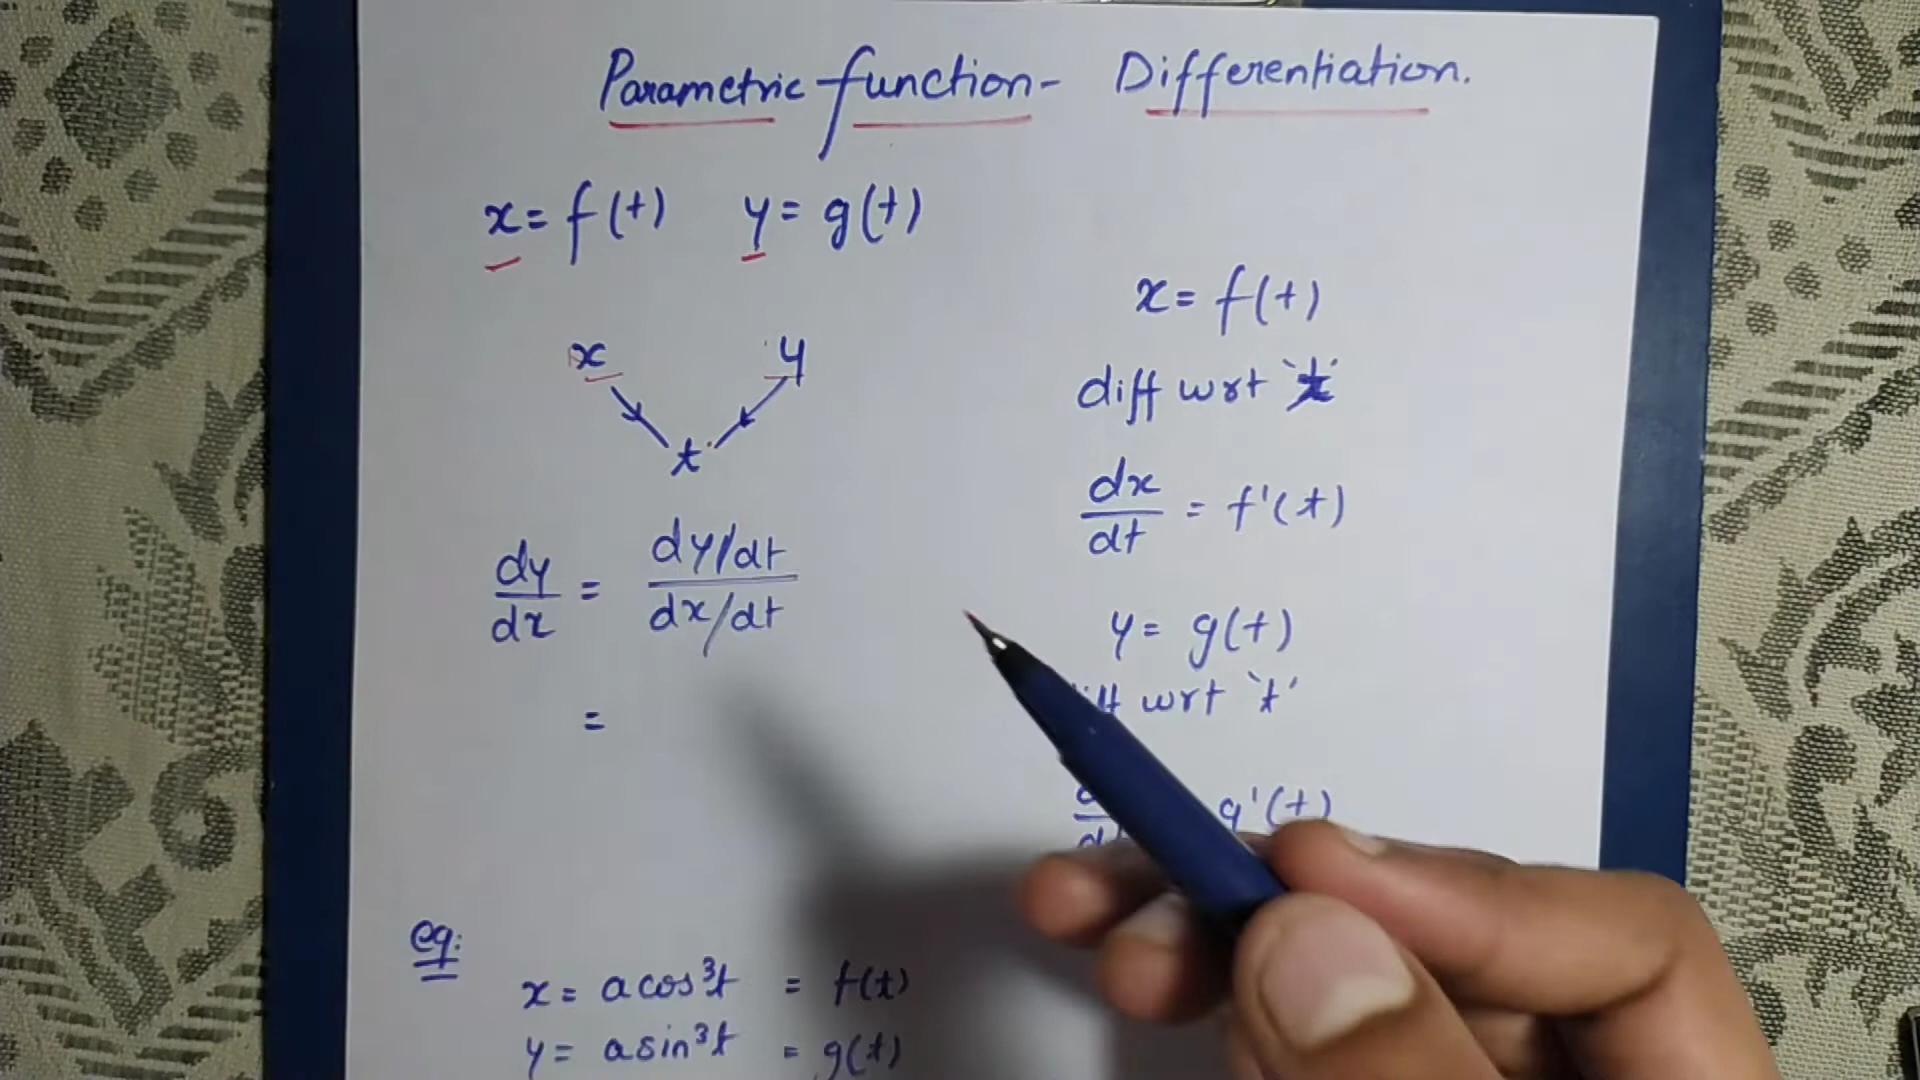 Parametric function - Differentiation.
x = f(t) y = g(t)
x y
t
dy/dx = dy/dt / dx/dt
=
x = f(t)
diff wrt 't'
dx/dt = f'(t)
y = g(t)
wrt 't'
g'(t)
eg:
x = a cos³t = f(t)
y = a sin³t = g(t)